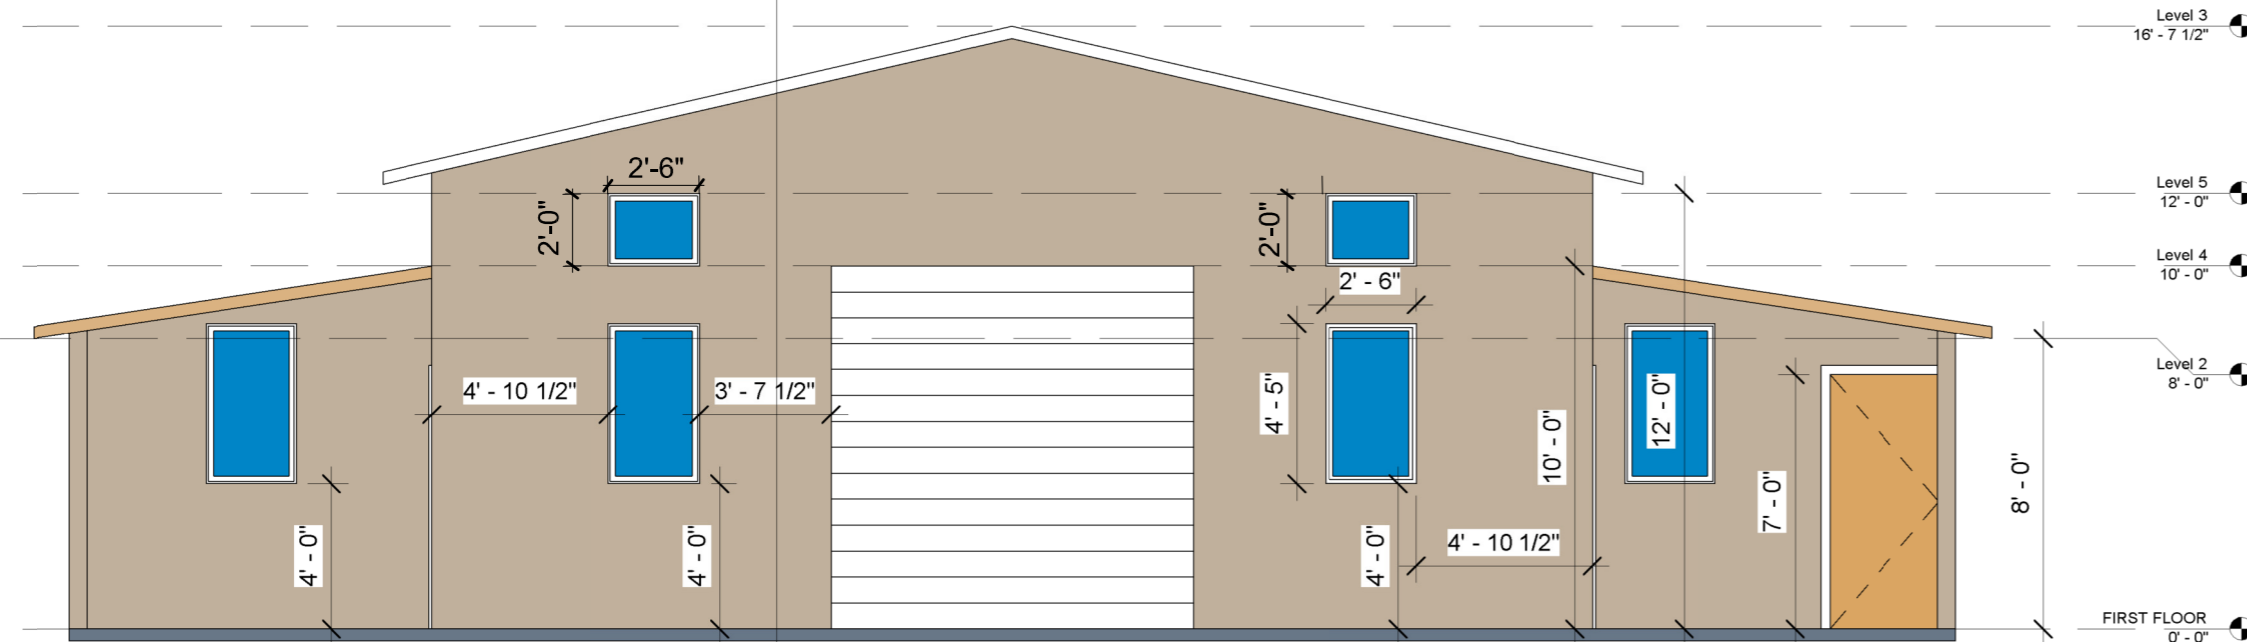 Level 3
16' - 7 1/2"
2'-6"
Level 5
12' - 0"
2'-0"
2'-0"
Level 4
10' - 0"
2' - 6"
Level 2
8' - 0"
4' - 10 1/2"
3' - 7 1/2"
4' - 5"
12' - 0"
10' - 0"
7' - 0"
8' - 0"
4' - 0"
4' - 0"
4' - 0"
4' - 10 1/2"
FIRST FLOOR
0' - 0"